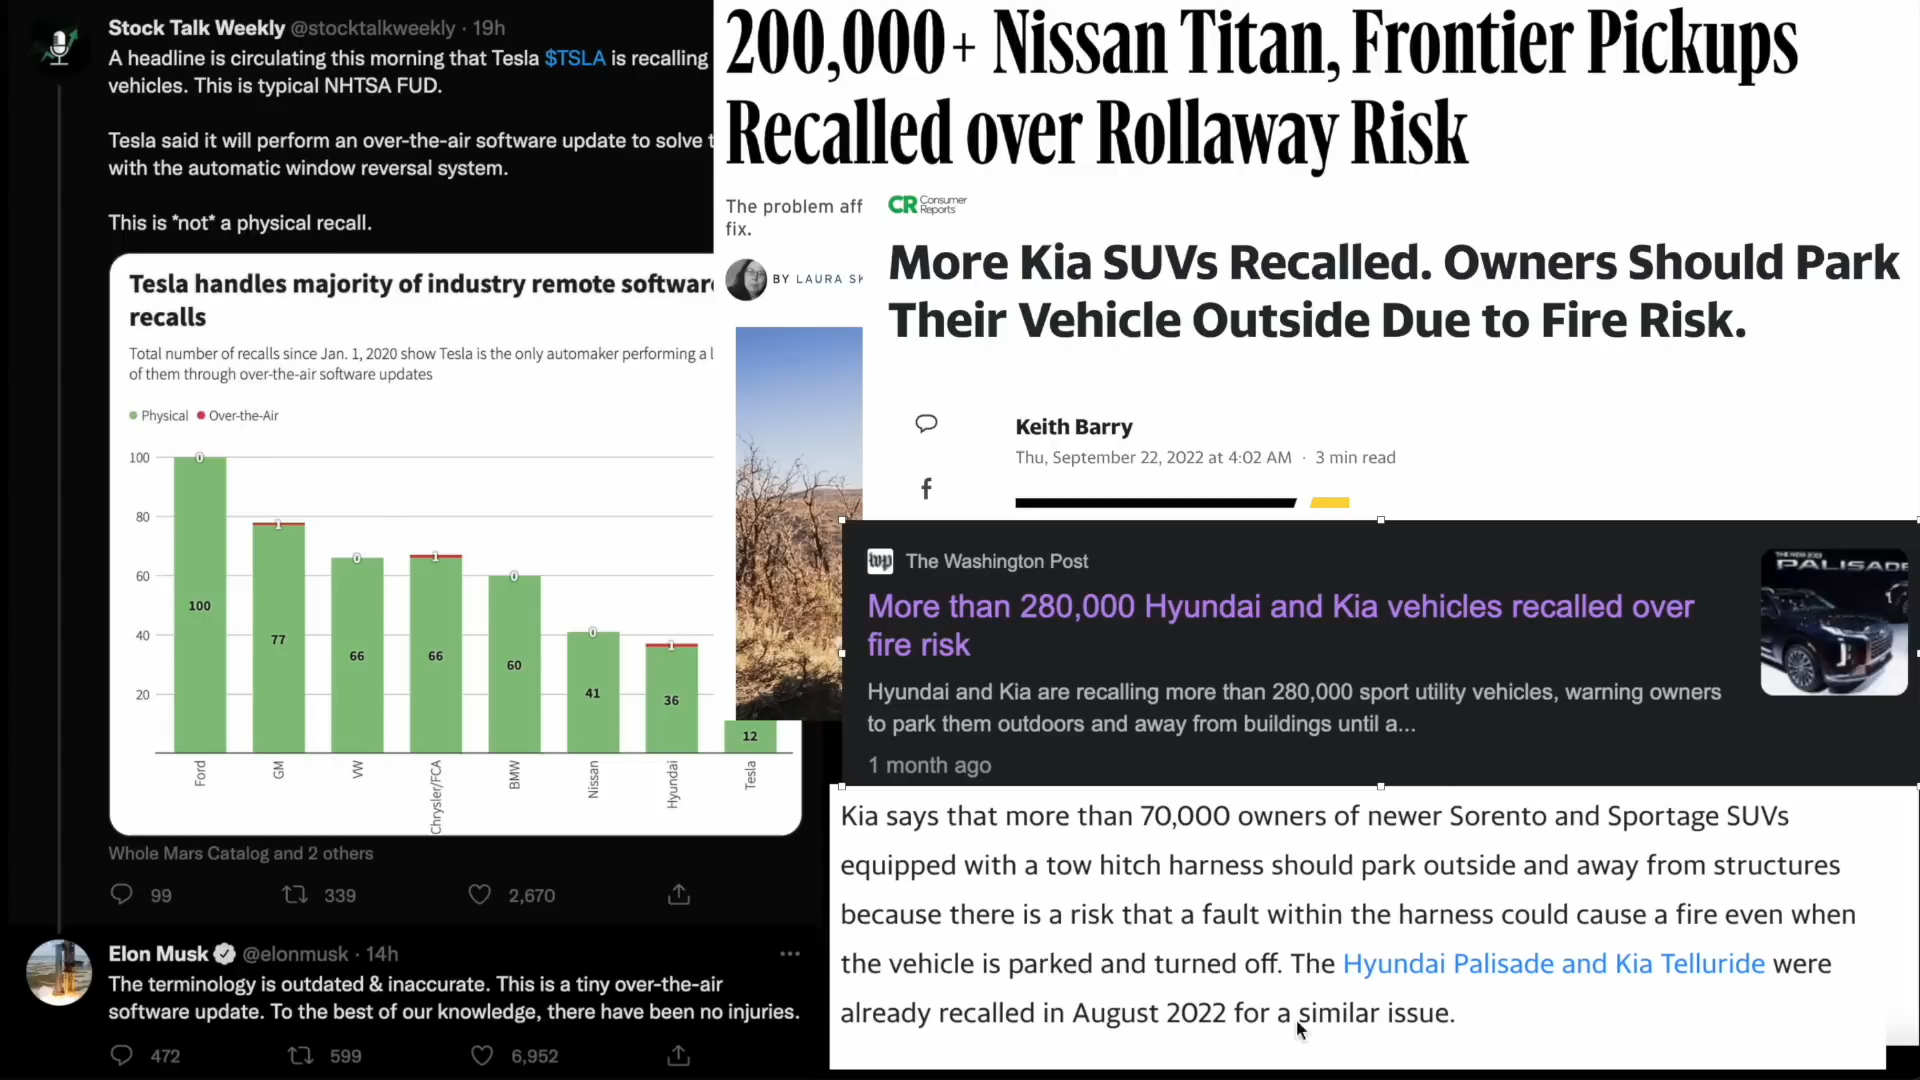 Stock Talk Weekly @stocktalkweekly · 19h
A headline is circulating this morning that Tesla $TSLA is recalling
vehicles. This is typical NHTSA FUD.
Tesla said it will perform an over-the-air software update to solve t
with the automatic window reversal system.
This is *not* a physical recall.
Tesla handles majority of industry remote software
recalls
Total number of recalls since Jan. 1, 2020 show Tesla is the only automaker performing a l
of them through over-the-air software updates
Physical Over-the-Air
100
80
60
40
20
0
1
0
1
0
0
1
100
77
66
66
60
41
36
12
Ford
GM
VW
Chrysler/FCA
BMW
Nissan
Hyundai
Tesla
Whole Mars Catalog and 2 others
99 339 2,670
Elon Musk @elonmusk · 14h
The terminology is outdated & inaccurate. This is a tiny over-the-air
software update. To the best of our knowledge, there have been no injuries.
472 599 6,952
200,000+ Nissan Titan, Frontier Pickups
Recalled over Rollaway Risk
The problem aff
fix.
BY LAURA SK
CR Consumer
Reports
More Kia SUVs Recalled. Owners Should Park
Their Vehicle Outside Due to Fire Risk.
Keith Barry
Thu, September 22, 2022 at 4:02 AM · 3 min read
wp The Washington Post
More than 280,000 Hyundai and Kia vehicles recalled over
fire risk
Hyundai and Kia are recalling more than 280,000 sport utility vehicles, warning owners
to park them outdoors and away from buildings until a...
1 month ago
PALISADE
Kia says that more than 70,000 owners of newer Sorento and Sportage SUVs
equipped with a tow hitch harness should park outside and away from structures
because there is a risk that a fault within the harness could cause a fire even when
the vehicle is parked and turned off. The Hyundai Palisade and Kia Telluride were
already recalled in August 2022 for a similar issue.